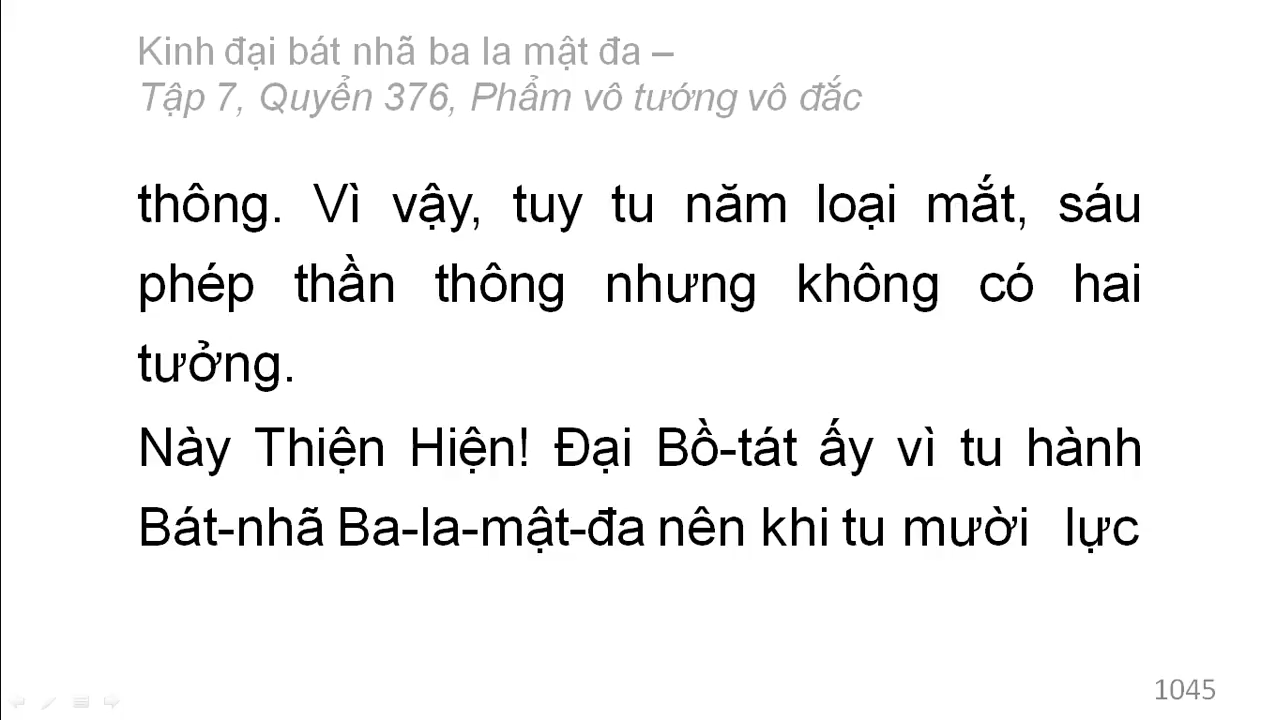 Kinh đại bát nhã ba la mật đa –
Tập 7, Quyển 376, Phẩm vô tướng vô đắc
thông. Vì vậy, tuy tu năm loại mắt, sáu
phép thần thông nhưng không có hai
tưởng.
Này Thiện Hiện! Đại Bồ-tát ấy vì tu hành
Bát-nhã Ba-la-mật-đa nên khi tu mười lực
1045